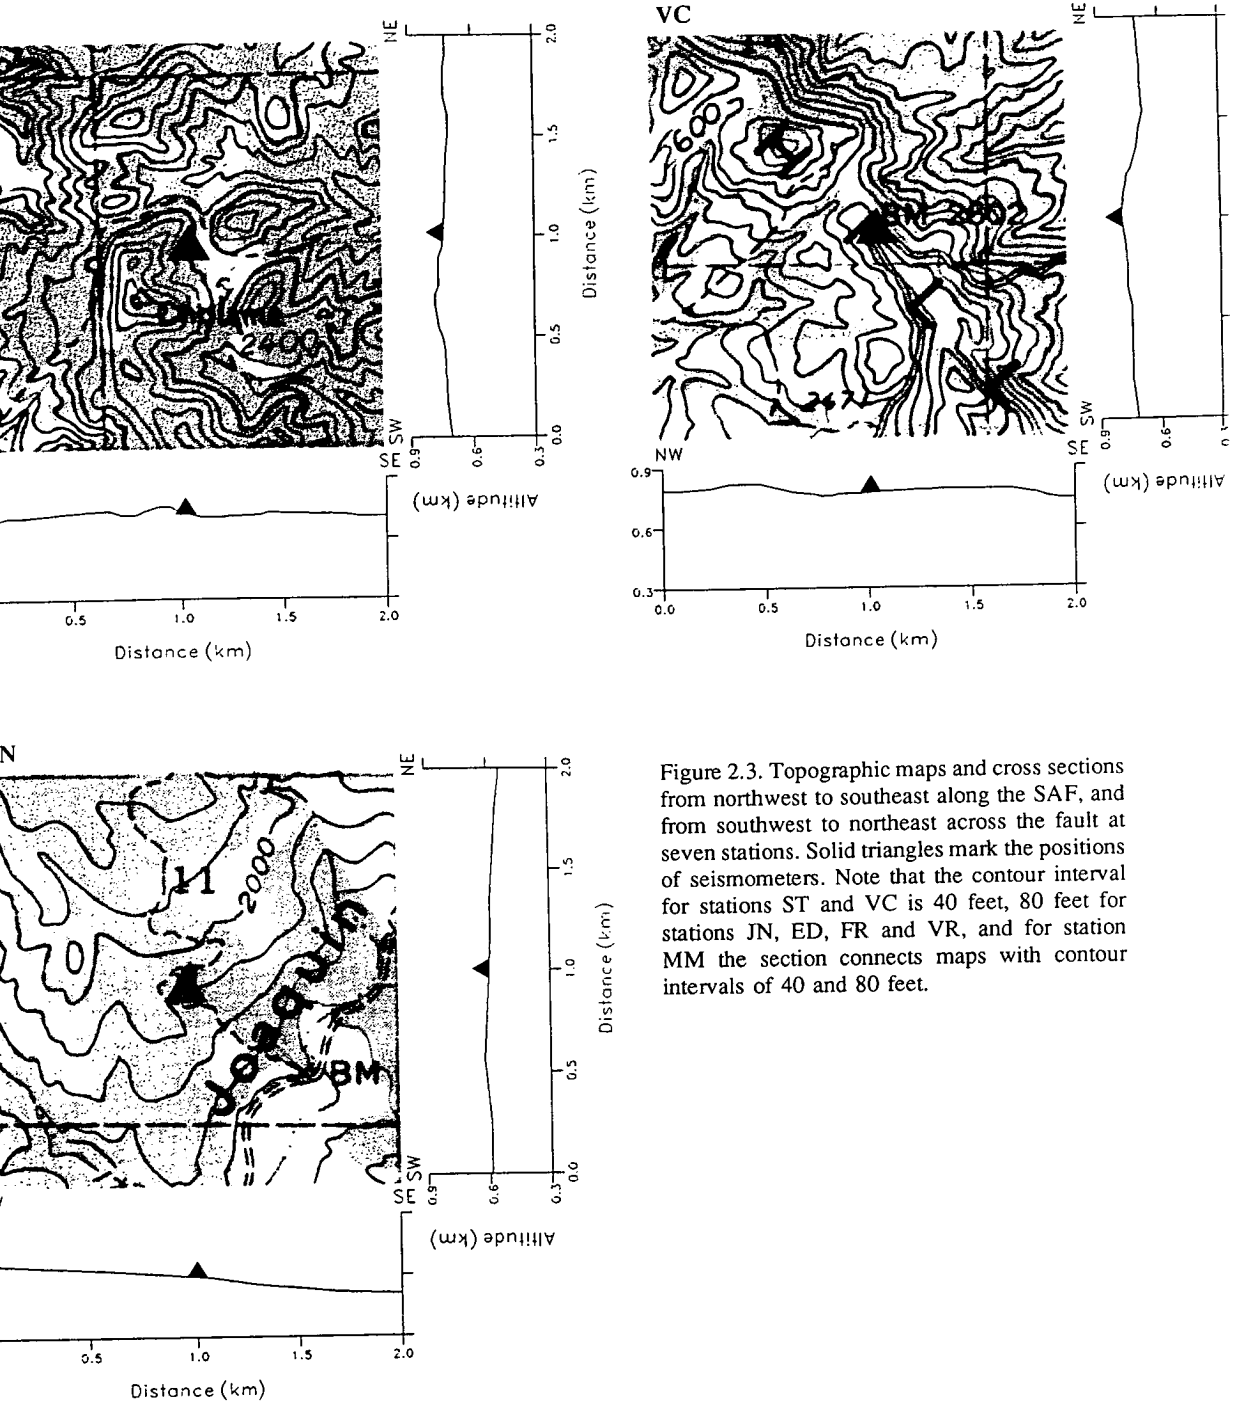 VC
NE
2.0
1.5
1.0
0.5
0.0
Distance (km)
600
BM 2602
2400
SW
SE
0.9
0.6
0.3
Altitude (km)
0.5
1.0
1.5
2.0
Distance (km)
NE
SW
SE
0.9
0.6
Altitude (km)
NW
0.9
0.6
0.3
0.0
0.5
1.0
1.5
2.0
Distance (km)
N
NE
2.0
1.5
1.0
0.5
0.0
Distance (km)
11
2000
Joaquin
BM
SW
SE
0.9
0.6
0.3
Altitude (km)
0.5
1.0
1.5
2.0
Distance (km)
Figure 2.3. Topographic maps and cross sections
from northwest to southeast along the SAF, and
from southwest to northeast across the fault at
seven stations. Solid triangles mark the positions
of seismometers. Note that the contour interval
for stations ST and VC is 40 feet, 80 feet for
stations JN, ED, FR and VR, and for station
MM the section connects maps with contour
intervals of 40 and 80 feet.